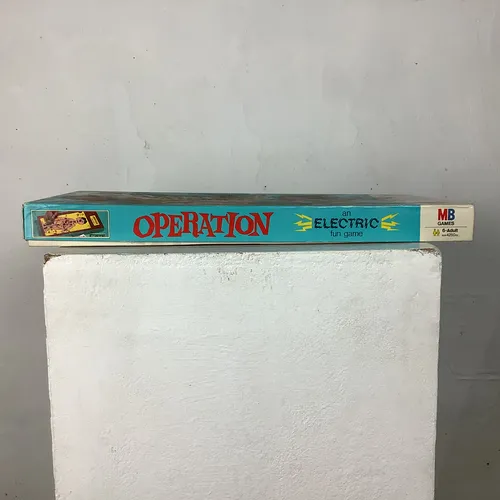 OPERATION
an
ELECTRIC
fun game
MB
GAMES
6-Adult